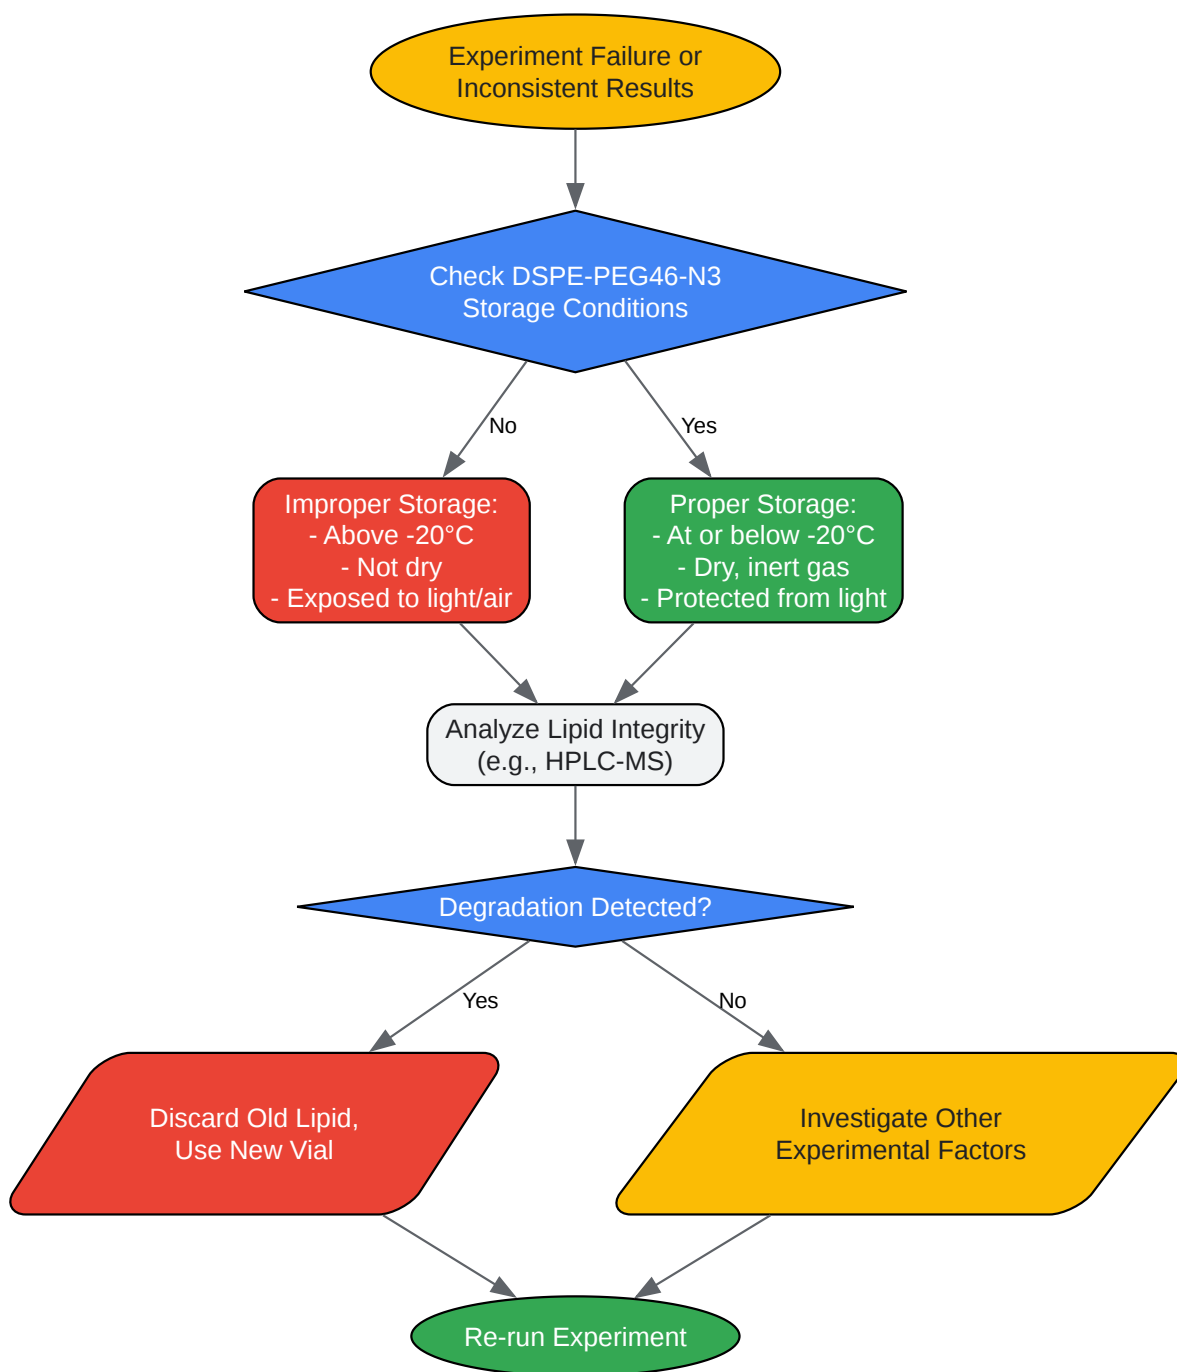 Experiment Failure or
Inconsistent Results
Check DSPE-PEG46-N3
Storage Conditions
No
Yes
Improper Storage:
- Above -20°C
- Not dry
- Exposed to light/air
Proper Storage:
- At or below -20°C
- Dry, inert gas
- Protected from light
Analyze Lipid Integrity
(e.g., HPLC-MS)
Degradation Detected?
Yes
No
Discard Old Lipid,
Use New Vial
Investigate Other
Experimental Factors
Re-run Experiment